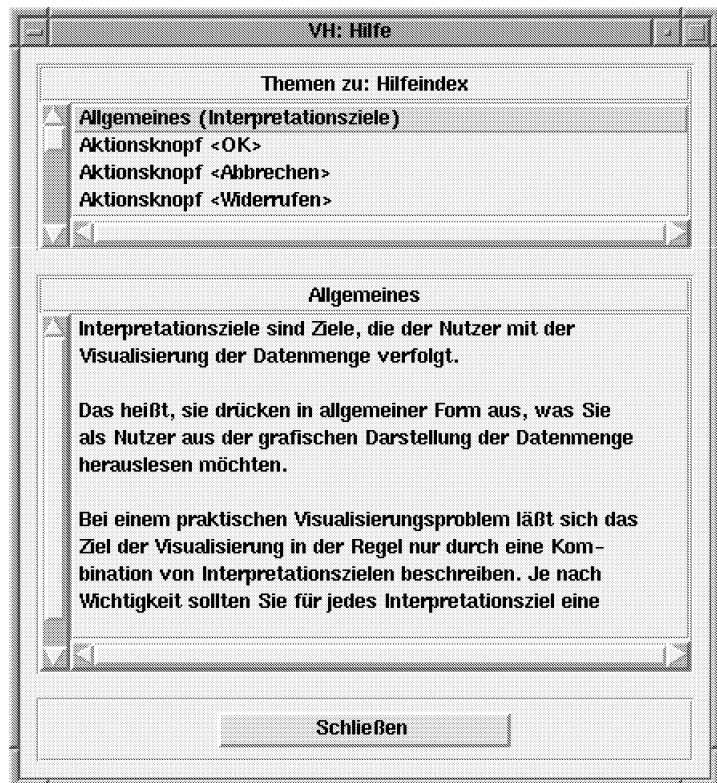 VH: Hilfe
Themen zu: Hilfeindex
Allgemeines (Interpretationsziele)
Aktionsknopf <OK>
Aktionsknopf <Abbrechen>
Aktionsknopf <Widerrufen>
Allgemeines
Interpretationsziele sind Ziele, die der Nutzer mit der
Visualisierung der Datenmenge verfolgt.
Das heißt, sie drücken in allgemeiner Form aus, was Sie
als Nutzer aus der grafischen Darstellung der Datenmenge
herauslesen möchten.
Bei einem praktischen Visualisierungsproblem läßt sich das
Ziel der Visualisierung in der Regel nur durch eine Kom-
bination von Interpretationszielen beschreiben. Je nach
Wichtigkeit sollten Sie für jedes Interpretationsziel eine
Schließen